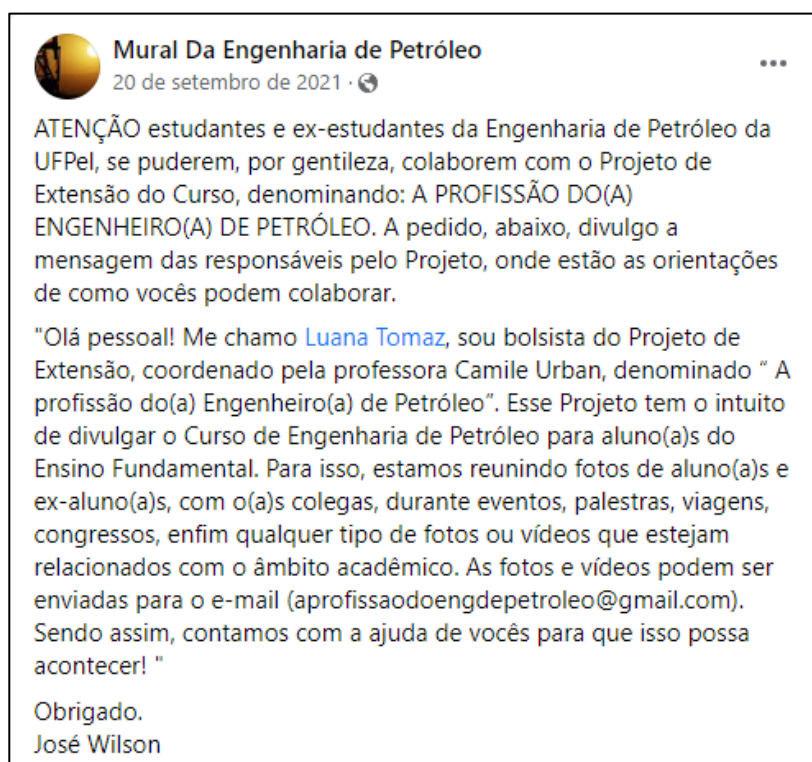 Mural Da Engenharia de Petróleo
20 de setembro de 2021 ·
ATENÇÃO estudantes e ex-estudantes da Engenharia de Petróleo da
UFPel, se puderem, por gentileza, colaborem com o Projeto de
Extensão do Curso, denominando: A PROFISSÃO DO(A)
ENGENHEIRO(A) DE PETRÓLEO. A pedido, abaixo, divulgo a
mensagem das responsáveis pelo Projeto, onde estão as orientações
de como vocês podem colaborar.
"Olá pessoal! Me chamo Luana Tomaz, sou bolsista do Projeto de
Extensão, coordenado pela professora Camile Urban, denominado “ A
profissão do(a) Engenheiro(a) de Petróleo”. Esse Projeto tem o intuito
de divulgar o Curso de Engenharia de Petróleo para aluno(a)s do
Ensino Fundamental. Para isso, estamos reunindo fotos de aluno(a)s e
ex-aluno(a)s, com o(a)s colegas, durante eventos, palestras, viagens,
congressos, enfim qualquer tipo de fotos ou vídeos que estejam
relacionados com o âmbito acadêmico. As fotos e vídeos podem ser
enviadas para o e-mail (aprofissaodoengdepetroleo@gmail.com).
Sendo assim, contamos com a ajuda de vocês para que isso possa
acontecer! "
Obrigado.
José Wilson